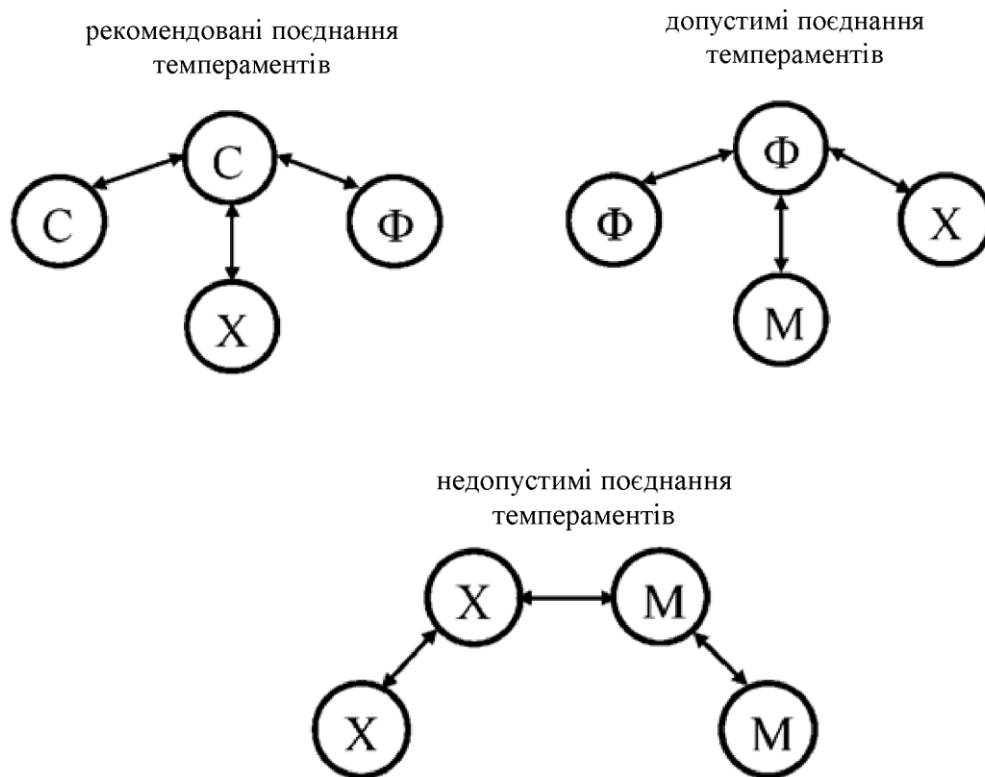 рекомендовані поєднання
темпераментів
С
С
Ф
Х
допустимі поєднання
темпераментів
Ф
Ф
Х
М
недопустимі поєднання
темпераментів
Х
М
Х
М